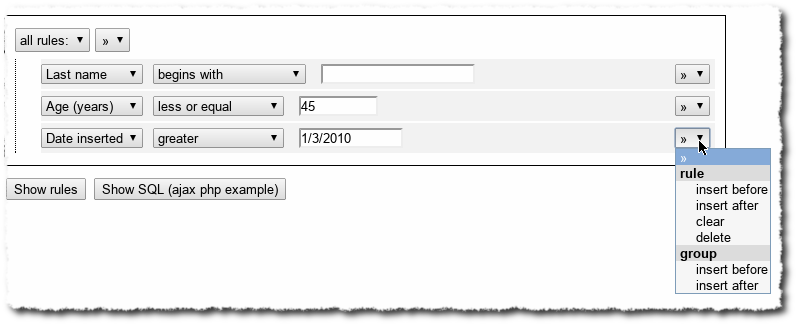 all rules: »
Last name begins with »
Age (years) less or equal 45 »
Date inserted greater 1/3/2010 »
»
rule
insert before
insert after
clear
delete
group
insert before
insert after
Show rules Show SQL (ajax php example)